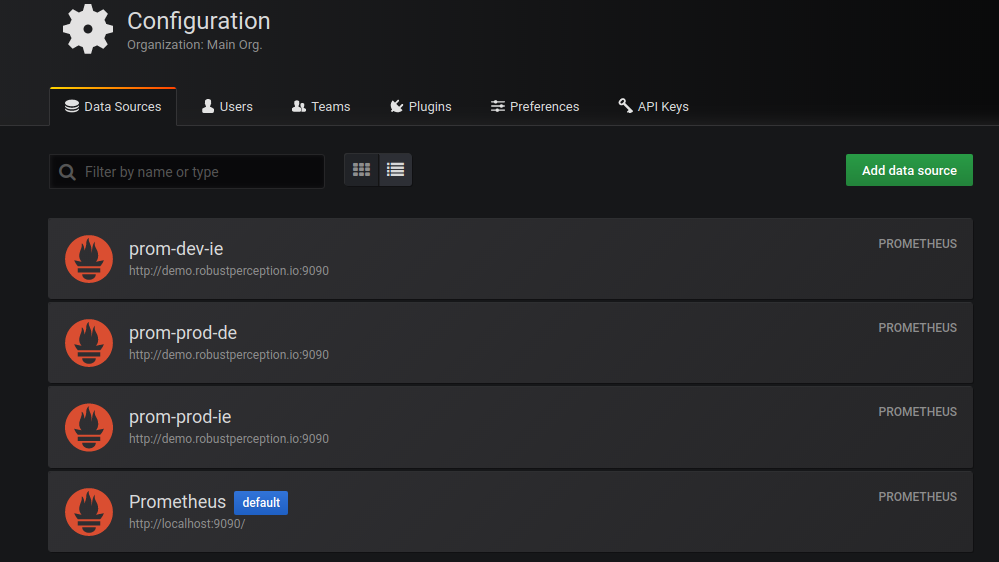 Configuration
Organization: Main Org.
Data Sources Users Teams Plugins Preferences API Keys
Filter by name or type Add data source
prom-dev-ie PROMETHEUS
http://demo.robustperception.io:9090
prom-prod-de PROMETHEUS
http://demo.robustperception.io:9090
prom-prod-ie PROMETHEUS
http://demo.robustperception.io:9090
Prometheus default PROMETHEUS
http://localhost:9090/